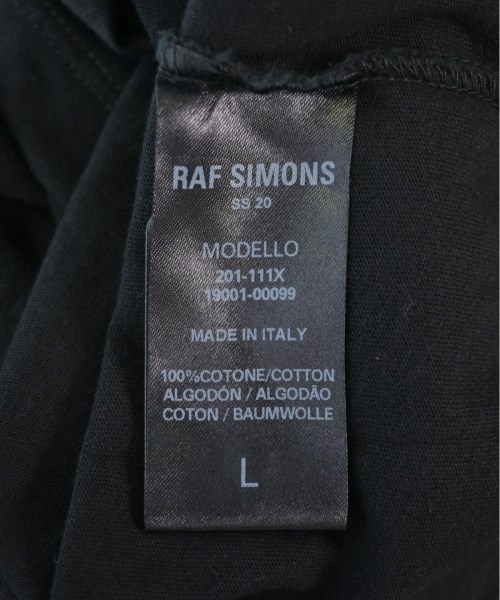 RAF SIMONS
SS 20
MODELLO
201-111X
19001-00099
MADE IN ITALY
100%COTONE/COTTON
ALGODÓN / ALGODÃO
COTON / BAUMWOLLE
L